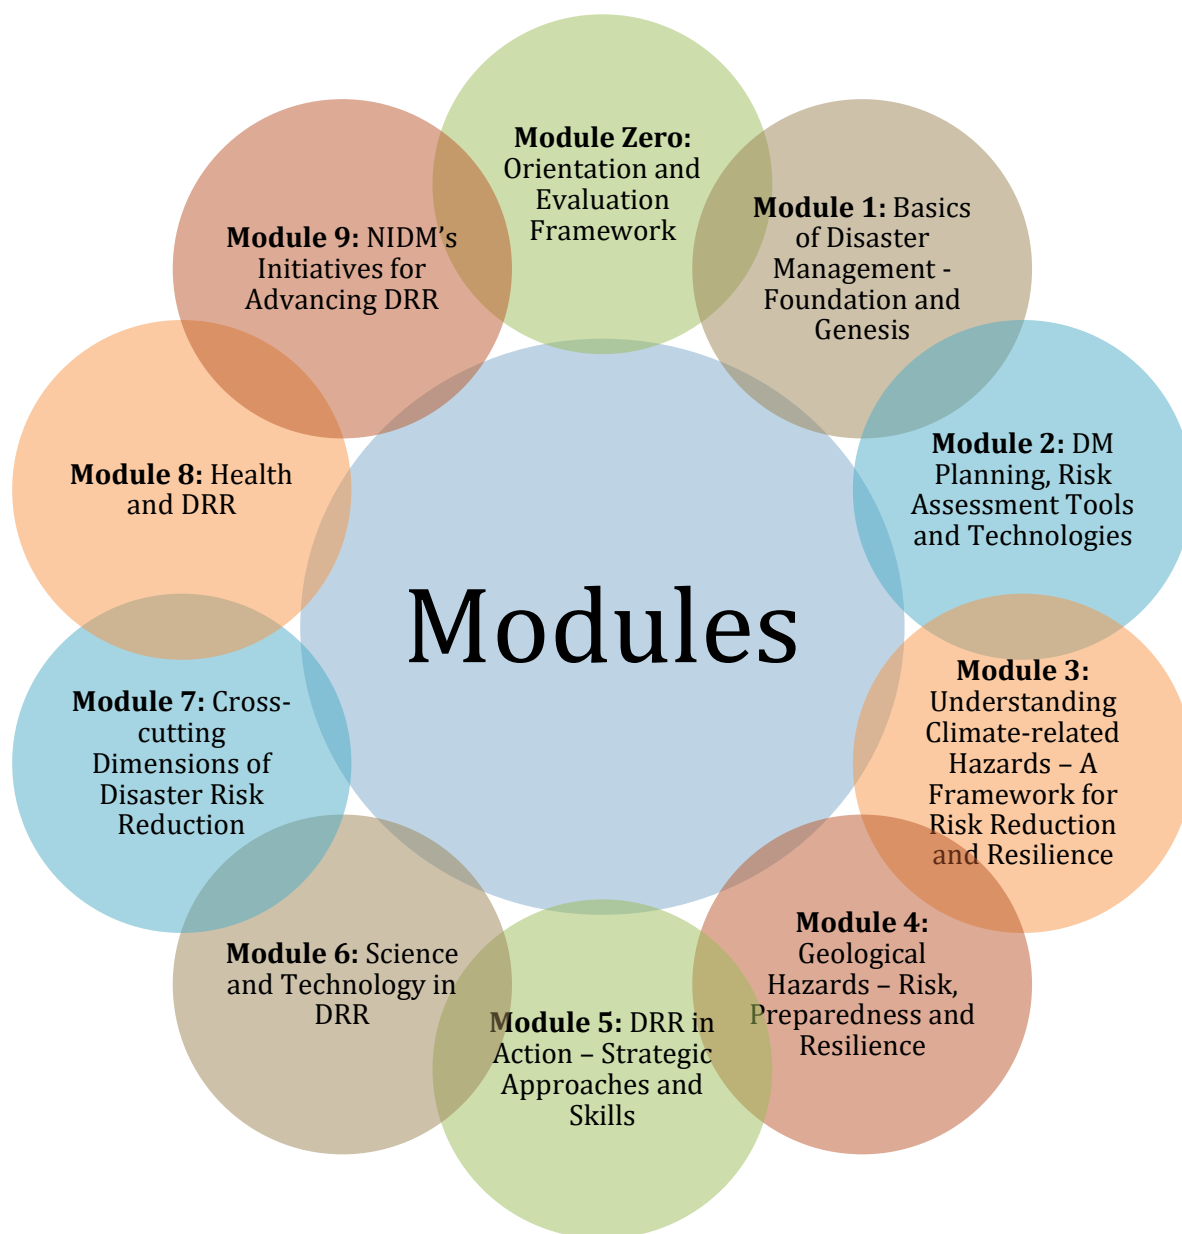 Module Zero:
Orientation and
Evaluation
Framework
Module 1: Basics
of Disaster
Management -
Foundation and
Genesis
Module 2: DM
Planning, Risk
Assessment Tools
and Technologies
Module 3:
Understanding
Climate-related
Hazards – A
Framework for
Risk Reduction
and Resilience
Module 4:
Geological
Hazards – Risk,
Preparedness and
Resilience
Module 5: DRR in
Action – Strategic
Approaches and
Skills
Module 6: Science
and Technology in
DRR
Module 7: Cross-
cutting
Dimensions of
Disaster Risk
Reduction
Module 8: Health
and DRR
Module 9: NIDM’s
Initiatives for
Advancing DRR
Modules